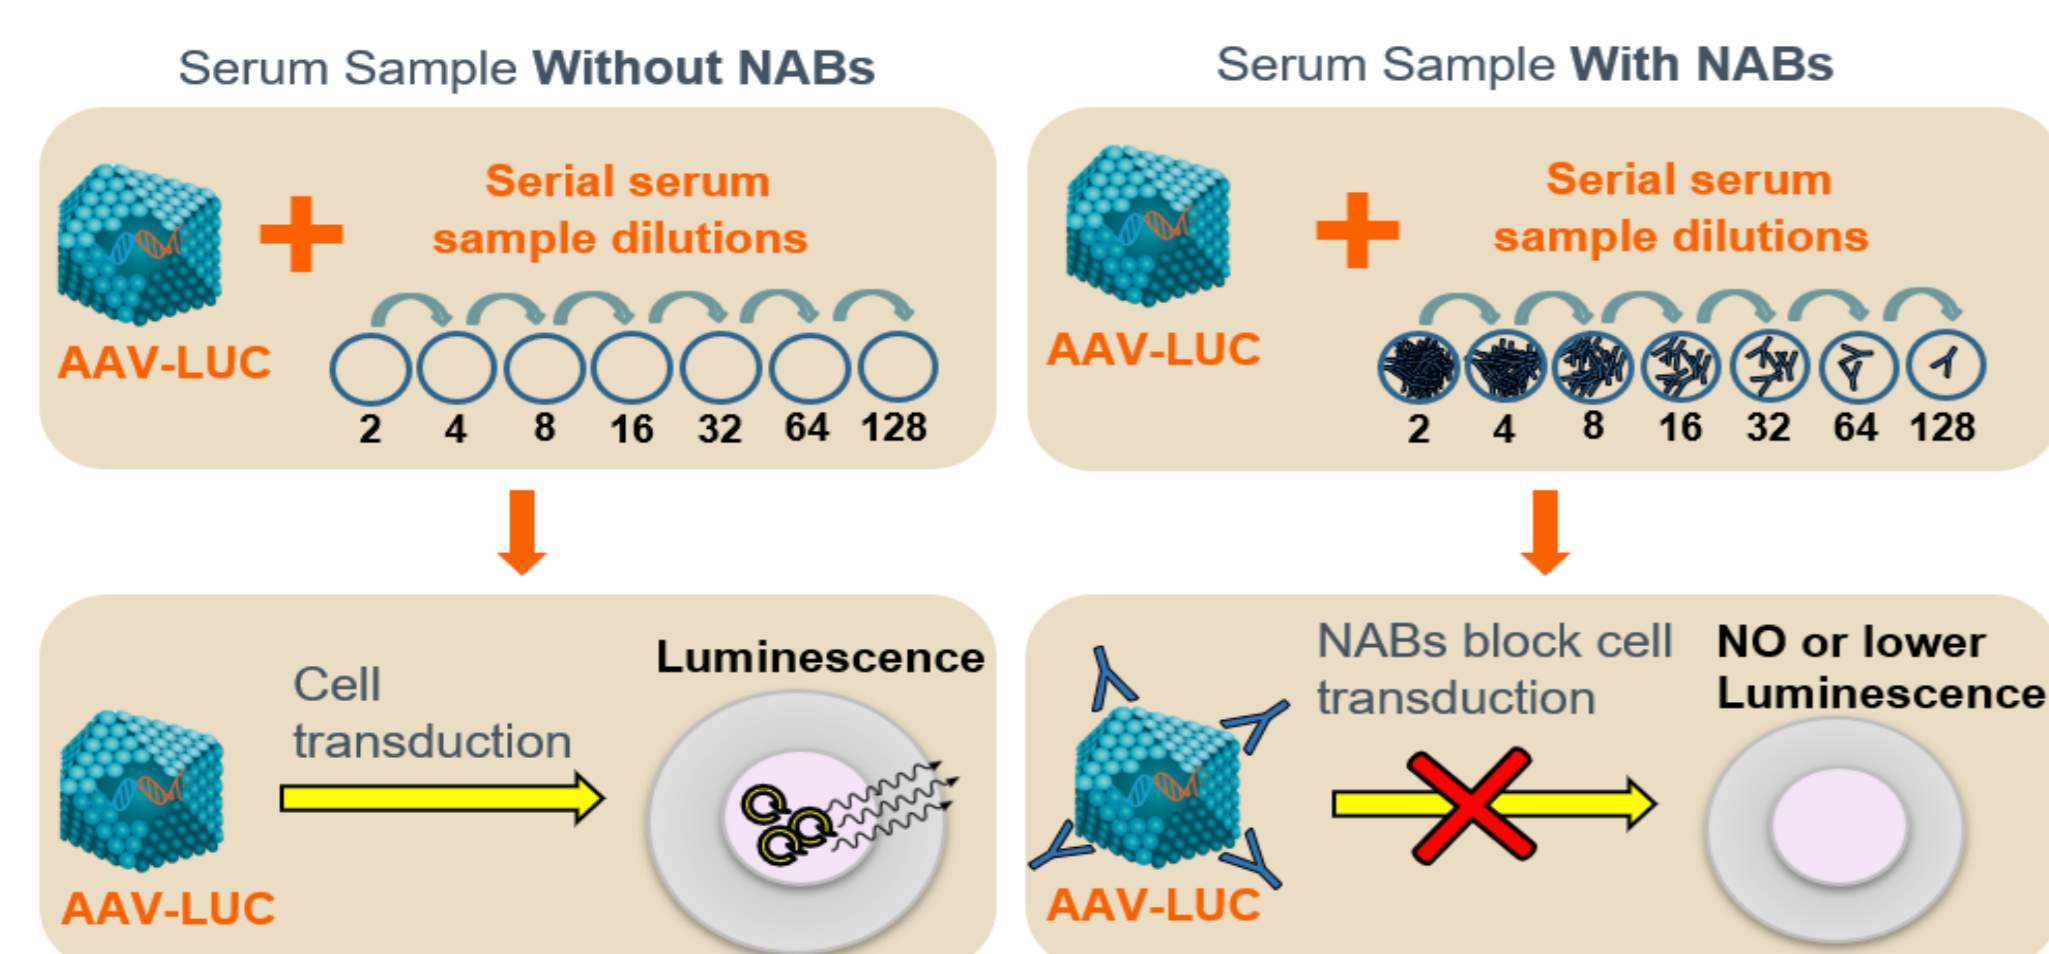 Serum Sample Without NABs
Serial serum
sample dilutions
AAV-LUC
2 4 8 16 32 64 128
Cell
transduction
Luminescence
AAV-LUC
Serum Sample With NABs
Serial serum
sample dilutions
AAV-LUC
2 4 8 16 32 64 128
NABs block cell
transduction
NO or lower
Luminescence
AAV-LUC